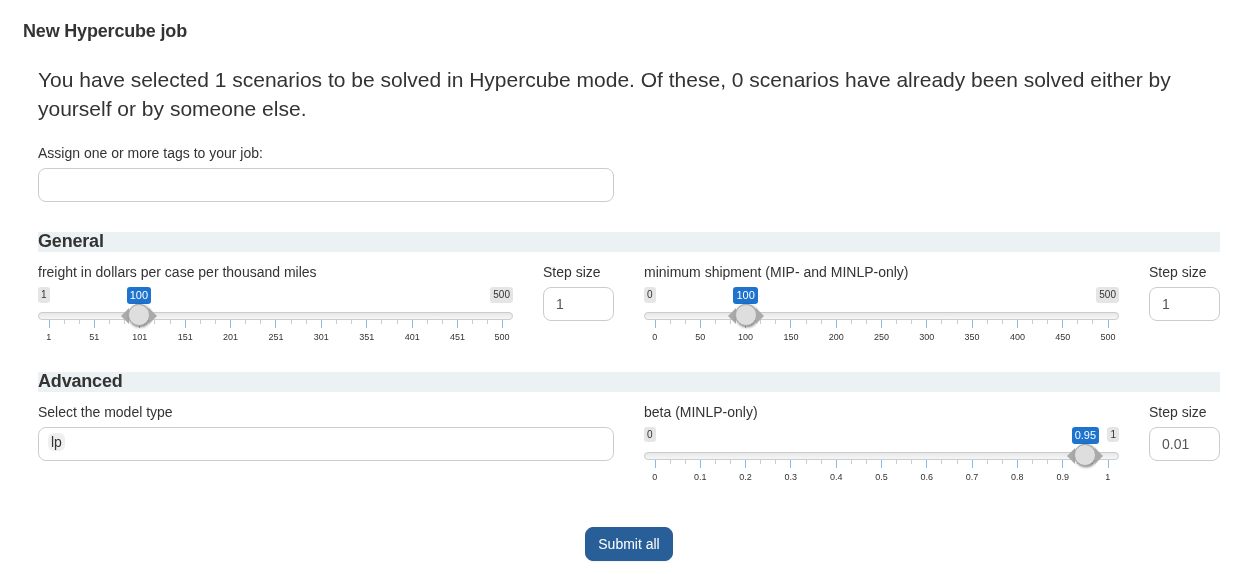 New Hypercube job
You have selected 1 scenarios to be solved in Hypercube mode. Of these, 0 scenarios have already been solved either by
yourself or by someone else.
Assign one or more tags to your job:
General
freight in dollars per case per thousand miles
1 100 500
1 51 101 151 201 251 301 351 401 451 500
Step size
1
minimum shipment (MIP- and MINLP-only)
0 100 500
0 50 100 150 200 250 300 350 400 450 500
Step size
1
Advanced
Select the model type
lp
beta (MINLP-only)
0 0.95 1
0 0.1 0.2 0.3 0.4 0.5 0.6 0.7 0.8 0.9 1
Step size
0.01
Submit all